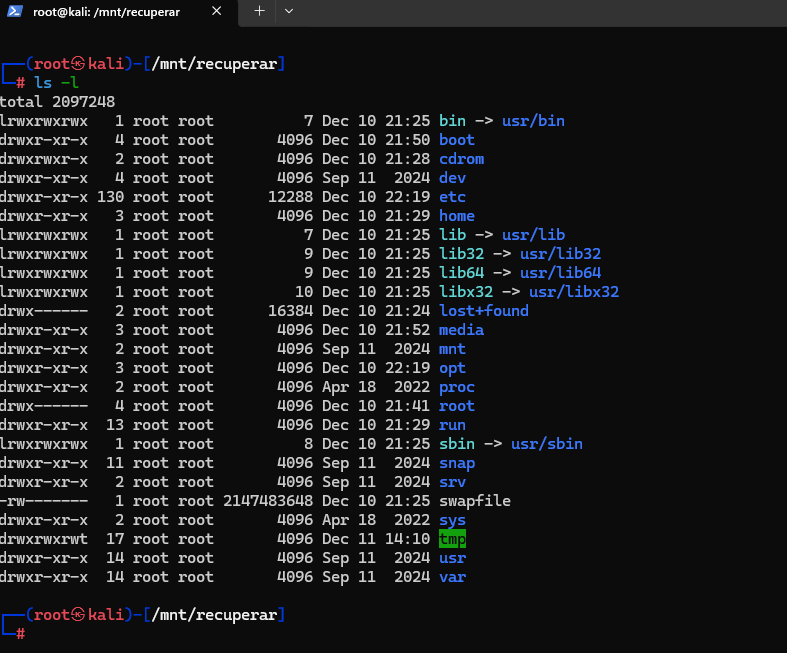 root@kali: /mnt/recuperar
┌──(root㉿kali)-[/mnt/recuperar]
└─# ls -l
total 2097248
lrwxrwxrwx   1 root root          7 Dec 10 21:25 bin -> usr/bin
drwxr-xr-x   4 root root       4096 Dec 10 21:50 boot
drwxr-xr-x   2 root root       4096 Dec 10 21:28 cdrom
drwxr-xr-x   4 root root       4096 Sep 11  2024 dev
drwxr-xr-x 130 root root      12288 Dec 10 22:19 etc
drwxr-xr-x   3 root root       4096 Dec 10 21:29 home
lrwxrwxrwx   1 root root          7 Dec 10 21:25 lib -> usr/lib
lrwxrwxrwx   1 root root          9 Dec 10 21:25 lib32 -> usr/lib32
lrwxrwxrwx   1 root root          9 Dec 10 21:25 lib64 -> usr/lib64
lrwxrwxrwx   1 root root         10 Dec 10 21:25 libx32 -> usr/libx32
drwx------   2 root root      16384 Dec 10 21:24 lost+found
drwxr-xr-x   3 root root       4096 Dec 10 21:52 media
drwxr-xr-x   2 root root       4096 Sep 11  2024 mnt
drwxr-xr-x   3 root root       4096 Dec 10 22:19 opt
drwxr-xr-x   2 root root       4096 Apr 18  2022 proc
drwx------   4 root root       4096 Dec 10 21:41 root
drwxr-xr-x  13 root root       4096 Dec 10 21:29 run
lrwxrwxrwx   1 root root          8 Dec 10 21:25 sbin -> usr/sbin
drwxr-xr-x  11 root root       4096 Sep 11  2024 snap
drwxr-xr-x   2 root root       4096 Sep 11  2024 srv
-rw-------   1 root root 2147483648 Dec 10 21:25 swapfile
drwxr-xr-x   2 root root       4096 Apr 18  2022 sys
drwxrwxrwt  17 root root       4096 Dec 11 14:10 tmp
drwxr-xr-x  14 root root       4096 Sep 11  2024 usr
drwxr-xr-x  14 root root       4096 Sep 11  2024 var
┌──(root㉿kali)-[/mnt/recuperar]
└─#